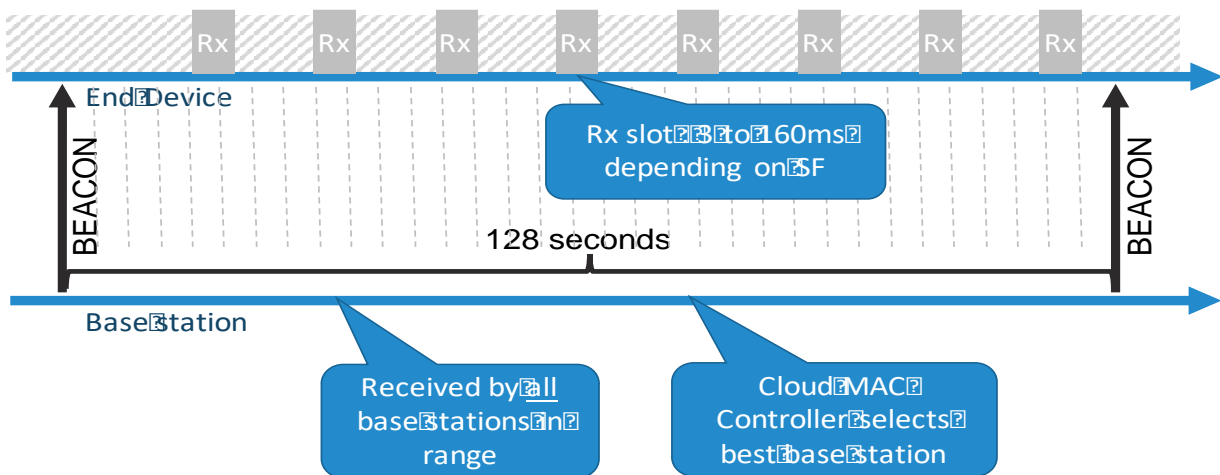 Rx Rx Rx Rx Rx Rx Rx Rx
End⍰Device
Rx slot⍰⍰3⍰to⍰160ms⍰
depending on⍰SF
BEACON
BEACON
128 seconds
Base⍰station
Received by⍰all
base⍰stations⍰in⍰
range
Cloud⍰MAC⍰
Controller⍰selects⍰
best⍰base⍰station